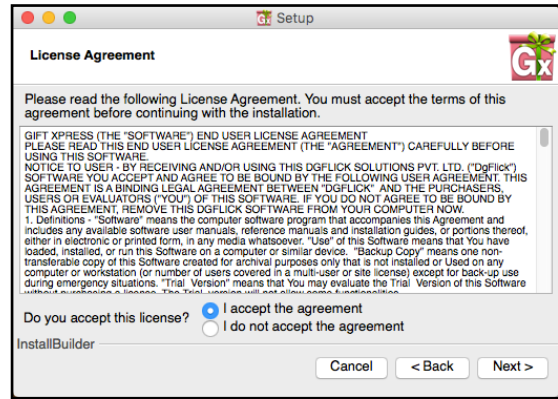 Setup
License Agreement
Gx
Please read the following License Agreement. You must accept the terms of this
agreement before continuing with the installation.
GIFT XPRESS (THE "SOFTWARE") END USER LICENSE AGREEMENT
PLEASE READ THIS END USER LICENSE AGREEMENT (THE "AGREEMENT") CAREFULLY BEFORE
USING THIS SOFTWARE.
NOTICE TO USER - BY RECEIVING AND/OR USING THIS DGFLICK SOLUTIONS PVT. LTD. ("DgFlick")
SOFTWARE YOU ACCEPT AND AGREE TO BE BOUND BY THE FOLLOWING USER AGREEMENT. THIS
AGREEMENT IS A BINDING LEGAL AGREEMENT BETWEEN "DGFLICK" AND THE PURCHASERS,
USERS OR EVALUATORS ("YOU") OF THIS SOFTWARE. IF YOU DO NOT AGREE TO BE BOUND BY
THIS AGREEMENT, REMOVE THIS DGFLICK SOFTWARE FROM YOUR COMPUTER NOW.
1. Definitions - "Software" means the computer software program that accompanies this Agreement and
includes any available software user manuals, reference manuals and installation guides, or portions thereof,
either in electronic or printed form, in any media whatsoever. "Use" of this Software means that You have
loaded, installed, or run this Software on a computer or similar device. "Backup Copy" means one non-
transferable copy of this Software created for archival purposes only that is not installed or Used on any
computer or workstation (or number of users covered in a multi-user or site license) except for back-up use
during emergency situations. "Trial Version" means that You may evaluate the Trial Version of this Software
without purchasing a license. The Trial version will not allow some functionalities
Do you accept this license?
I accept the agreement
I do not accept the agreement
InstallBuilder
Cancel
< Back
Next >